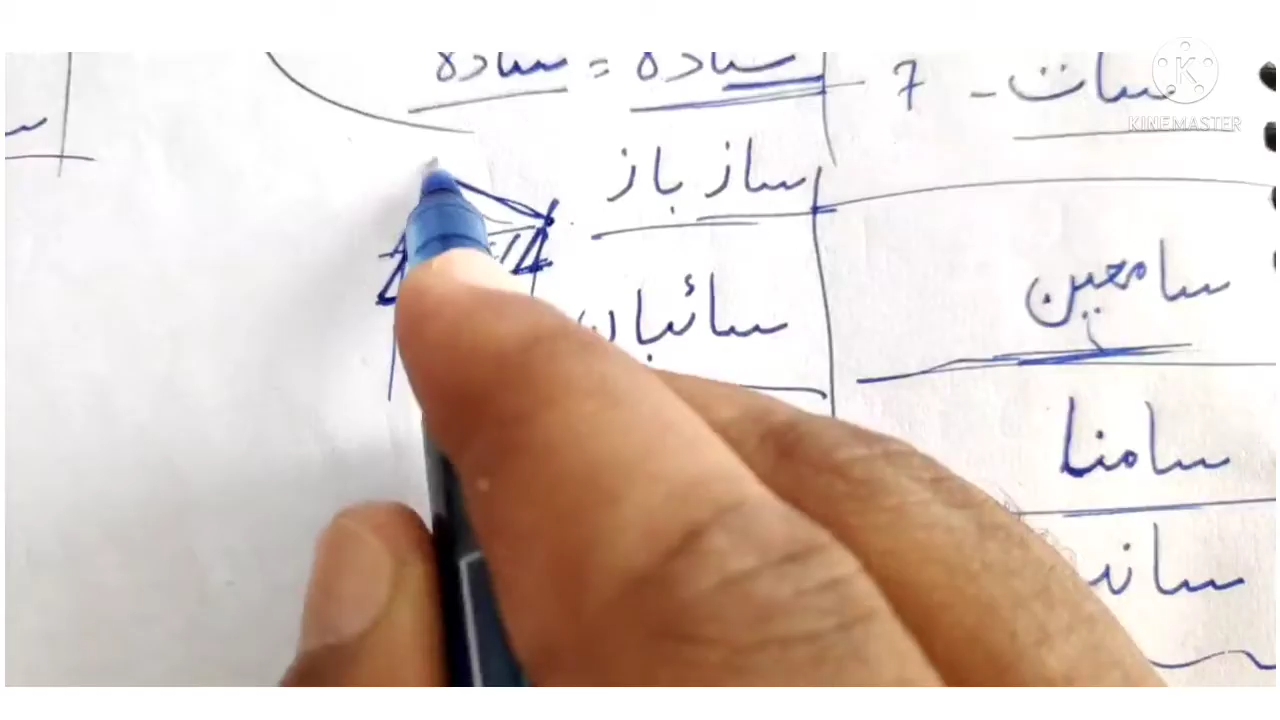 سات - 7
سامعین
سامنا
سادہ = سادہ
ساز باز
سائبان
KINEMASTER